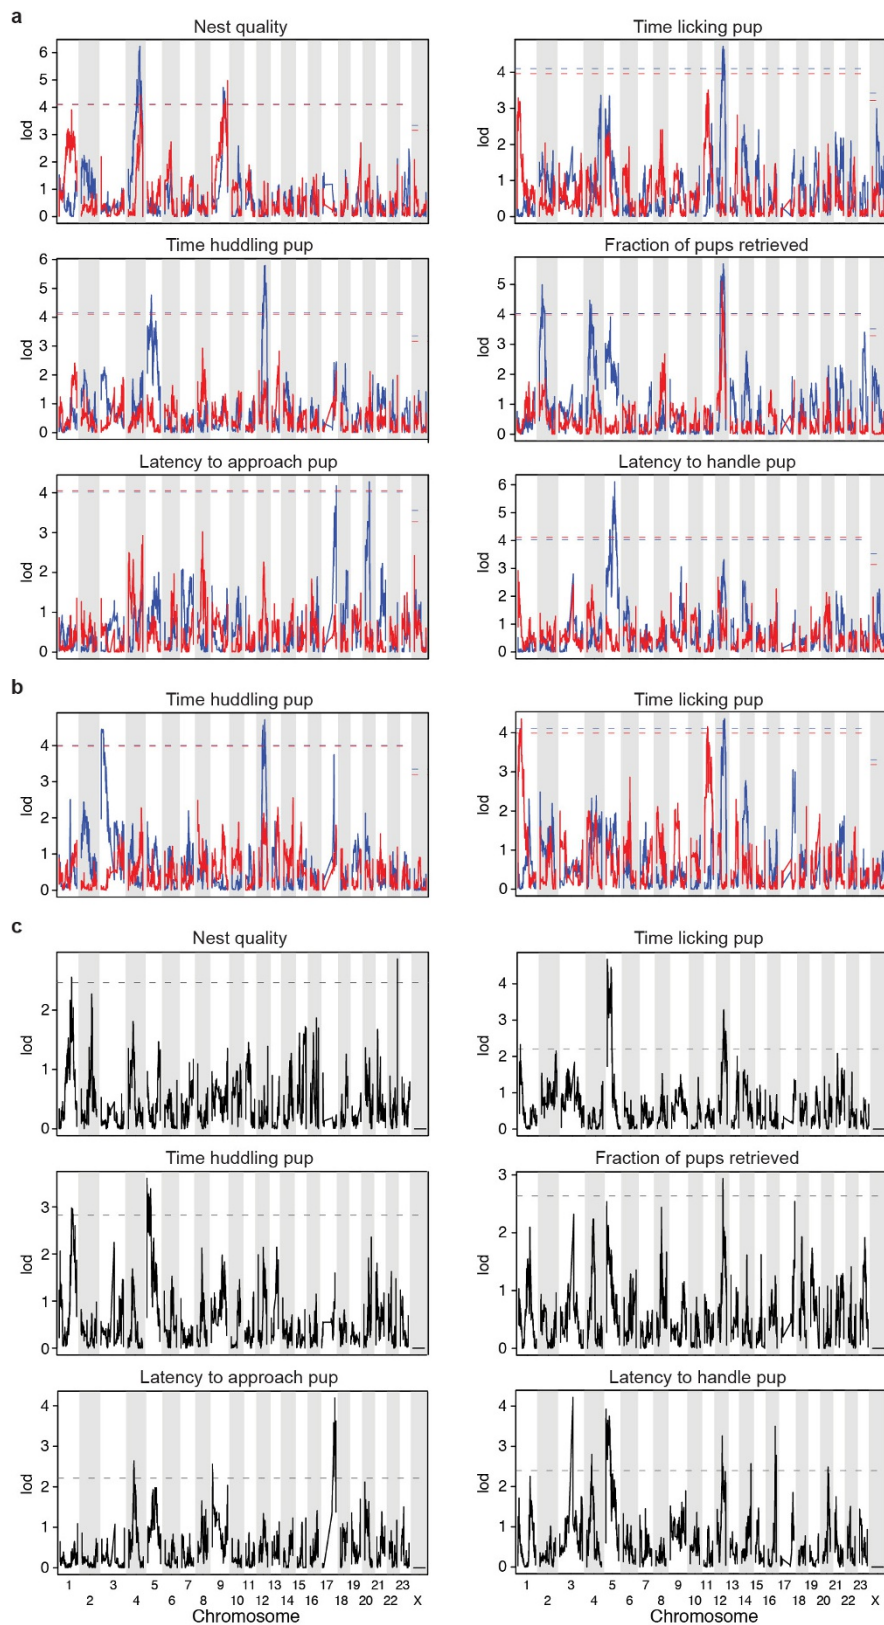 a
Nest quality
Time licking pup
6
5
4
3
2
1
0
lod
4
3
2
1
0
lod
Time huddling pup
Fraction of pups retrieved
6
5
4
3
2
1
0
lod
5
4
3
2
1
0
lod
Latency to approach pup
Latency to handle pup
4
3
2
1
0
lod
6
5
4
3
2
1
0
lod
b
Time huddling pup
Time licking pup
4
3
2
1
0
lod
4
3
2
1
0
lod
c
Nest quality
Time licking pup
2
1
0
lod
4
3
2
1
0
lod
Time huddling pup
Fraction of pups retrieved
3
2
1
0
lod
3
2
1
0
lod
Latency to approach pup
Latency to handle pup
4
3
2
1
0
lod
4
3
2
1
0
lod
1 3 5 7 9 11 13 15 17 19 21 23
2 4 6 8 10 12 14 16 18 20 22 X
Chromosome
1 3 5 7 9 11 13 15 17 19 21 23
2 4 6 8 10 12 14 16 18 20 22 X
Chromosome